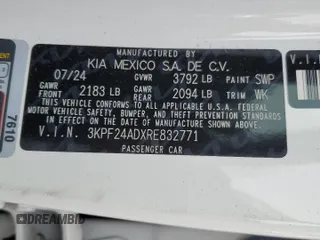 MANUFACTURED BY
KIA MEXICO S.A. DE C.V.
07/24 GVWR 3792 LB PAINT SWP
GAWR FRONT 2183 LB GAWR REAR 2094 LB TRIM WK
THIS VEHICLE CONFORMS TO ALL APPLICABLE U.S.A. FEDERAL
MOTOR VEHICLE SAFETY, BUMPER, AND THEFT PREVENTION
STANDARDS IN EFFECT ON THE DATE OF MANUFACTURE SHOWN ABOVE.
V.I.N. 3KPF24ADXRE832771
PASSENGER CAR
V.I.N
7610
DREAMBID